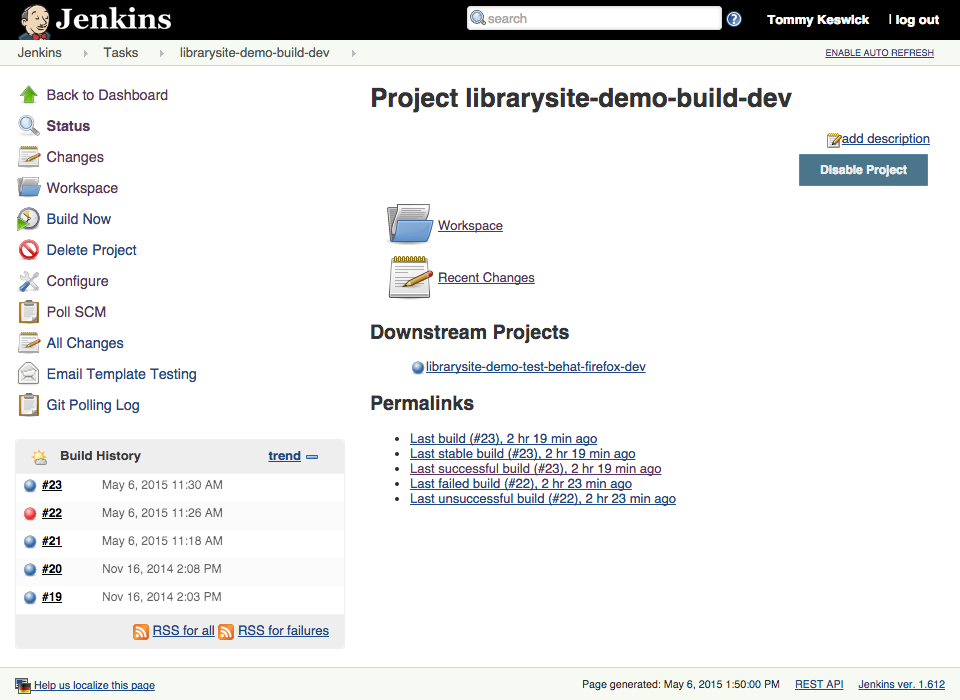 Jenkins
search
Tommy Keswick | log out
Jenkins Tasks librarysite-demo-build-dev
ENABLE AUTO REFRESH
Back to Dashboard
Status
Changes
Workspace
Build Now
Delete Project
Configure
Poll SCM
All Changes
Email Template Testing
Git Polling Log
Build History trend
#23 May 6, 2015 11:30 AM
#22 May 6, 2015 11:26 AM
#21 May 6, 2015 11:18 AM
#20 Nov 16, 2014 2:08 PM
#19 Nov 16, 2014 2:03 PM
RSS for all RSS for failures
Project librarysite-demo-build-dev
add description
Disable Project
Workspace
Recent Changes
Downstream Projects
librarysite-demo-test-behat-firefox-dev
Permalinks
Last build (#23), 2 hr 19 min ago
Last stable build (#23), 2 hr 19 min ago
Last successful build (#23), 2 hr 19 min ago
Last failed build (#22), 2 hr 23 min ago
Last unsuccessful build (#22), 2 hr 23 min ago
Help us localize this page
Page generated: May 6, 2015 1:50:00 PM REST API Jenkins ver. 1.612